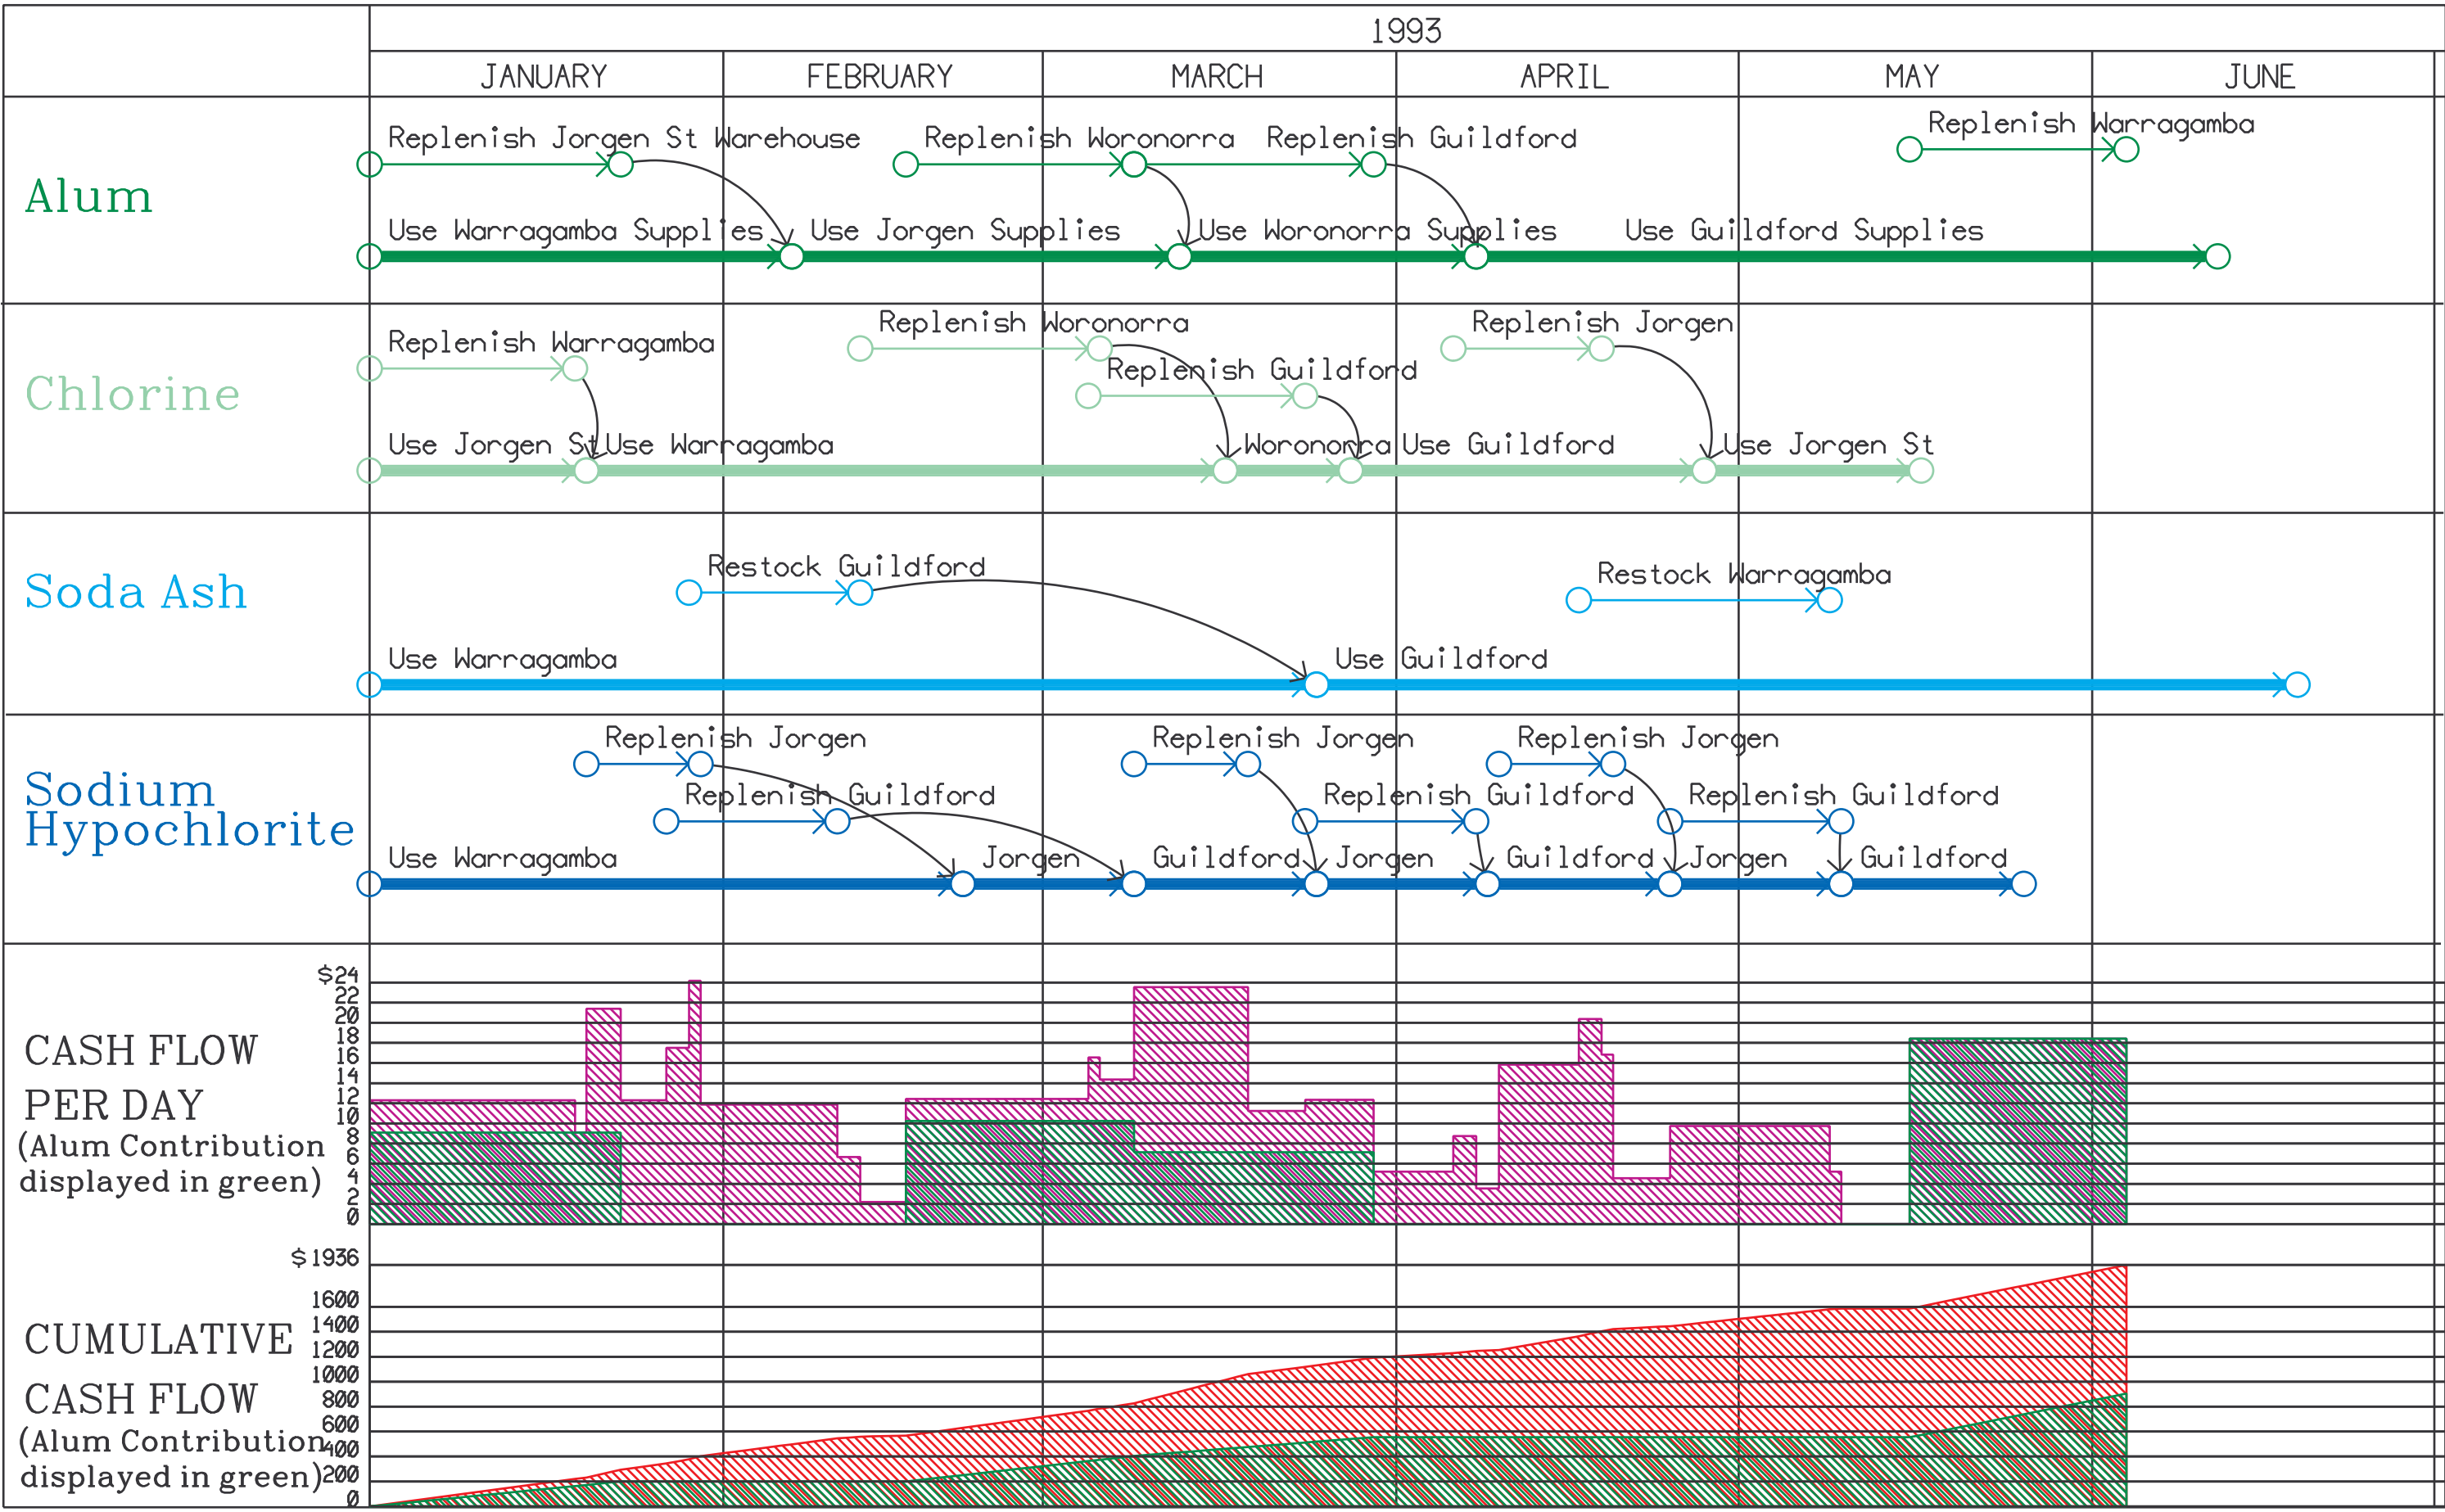 1993
JANUARY FEBRUARY MARCH APRIL MAY JUNE
Replenish Warragamba
Replenish Jorgen St Warehouse Replenish Woronorra Replenish Guildford
Alum
Use Warragamba Supplies Use Jorgen Supplies Use Woronorra Supplies Use Guildford Supplies
Replenish Woronorra Replenish Jorgen
Replenish Warragamba
Replenish Guildford
Chlorine
Use Jorgen St Use Warragamba Woronorra Use Guildford Use Jorgen St
Restock Guildford Restock Warragamba
Soda Ash
Use Warragamba Use Guildford
Replenish Jorgen Replenish Jorgen Replenish Jorgen
Sodium
Replenish Guildford Replenish Guildford Replenish Guildford
Hypochlorite
Use Warragamba Jorgen Guildford Jorgen Guildford Jorgen Guildford
$24
22
20
18
CASH FLOW
16
14
12
PER DAY
10
8
(Alum Contribution
6
4
displayed in green)
2
0
$1936
1600
1400
CUMULATIVE
1200
1000
800
CASH FLOW
600
(Alum Contribution
400
200
displayed in green)
0